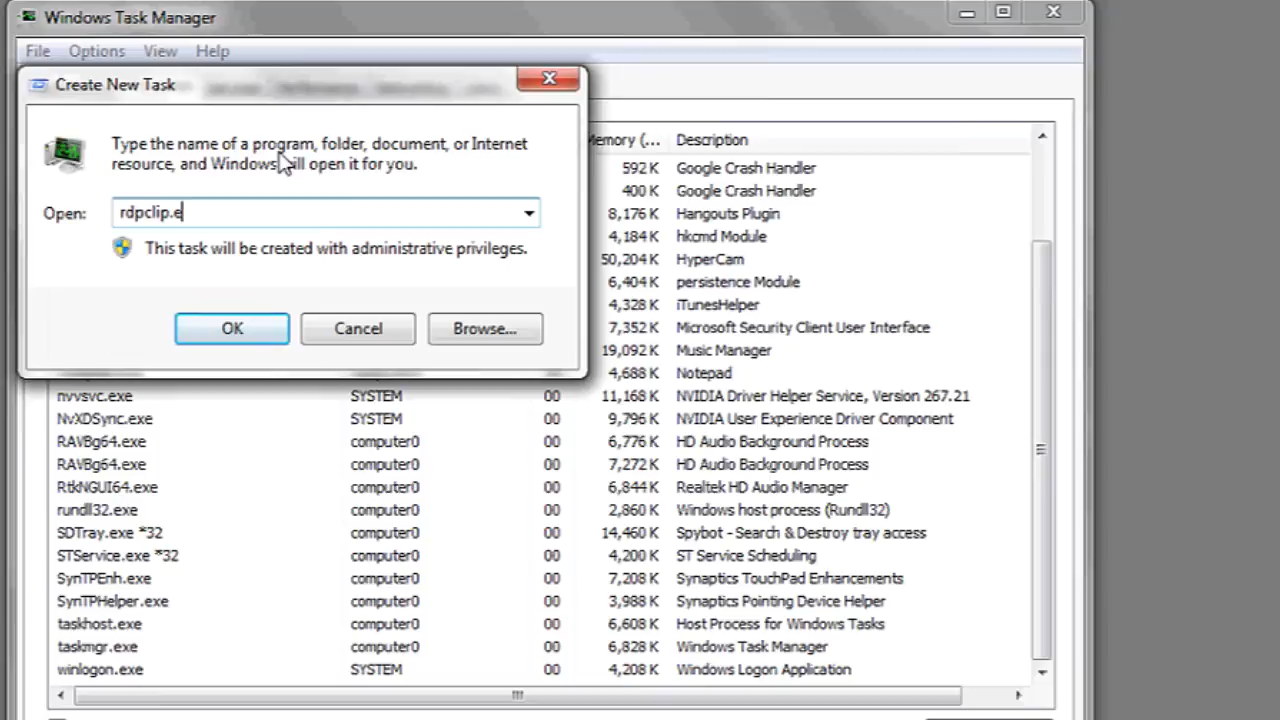 Windows Task Manager
File Options View Help
Create New Task
Type the name of a program, folder, document, or Internet
resource, and Windows will open it for you.
Open: rdpclip.e
This task will be created with administrative privileges.
OK Cancel Browse...
Memory (... Description
592 K Google Crash Handler
400 K Google Crash Handler
8,176 K Hangouts Plugin
4,184 K hkcmd Module
50,204 K HyperCam
6,404 K persistence Module
4,328 K iTunesHelper
7,352 K Microsoft Security Client User Interface
19,092 K Music Manager
4,688 K Notepad
nvvsvc.exe SYSTEM 00 11,168 K NVIDIA Driver Helper Service, Version 267.21
NvXDSync.exe SYSTEM 00 9,796 K NVIDIA User Experience Driver Component
RAVBg64.exe computer0 00 6,776 K HD Audio Background Process
RAVBg64.exe computer0 00 7,272 K HD Audio Background Process
RtkNGUI64.exe computer0 00 6,844 K Realtek HD Audio Manager
rundll32.exe computer0 00 2,860 K Windows host process (Rundll32)
SDTray.exe *32 computer0 00 14,460 K Spybot - Search & Destroy tray access
STService.exe *32 computer0 00 4,200 K ST Service Scheduling
SynTPEnh.exe computer0 00 7,208 K Synaptics TouchPad Enhancements
SynTPHelper.exe computer0 00 3,988 K Synaptics Pointing Device Helper
taskhost.exe computer0 00 6,608 K Host Process for Windows Tasks
taskmgr.exe computer0 00 6,828 K Windows Task Manager
winlogon.exe SYSTEM 00 4,208 K Windows Logon Application